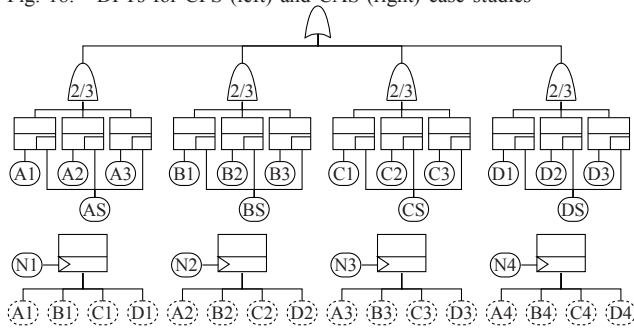 Fig. 18. DFTs for CPS (left) and CAS (right) case studies
2/3 2/3 2/3 2/3
A1 A2 A3 B1 B2 B3 C1 C2 C3 D1 D2 D3
AS BS CS DS
N1 N2 N3 N4
A1 B1 C1 D1 A2 B2 C2 D2 A3 B3 C3 D3 A4 B4 C4 D4